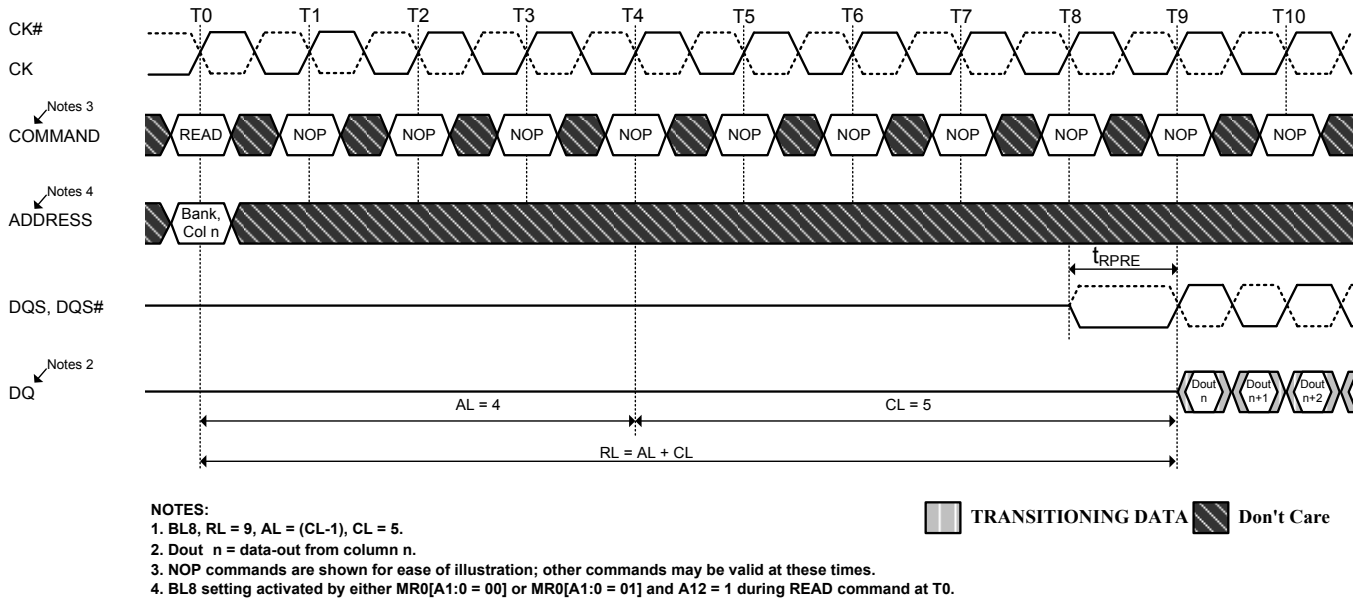 T0 T1 T2 T3 T4 T5 T6 T7 T8 T9 T10
CK#
CK
Notes 3
COMMAND
READ NOP NOP NOP NOP NOP NOP NOP NOP NOP NOP
Notes 4
ADDRESS
Bank,
Col n
tRPRE
DQS, DQS#
Notes 2
DQ
Dout Dout Dout
n n+1 n+2
AL = 4 CL = 5
RL = AL + CL
NOTES:
1. BL8, RL = 9, AL = (CL-1), CL = 5.
2. Dout n = data-out from column n.
3. NOP commands are shown for ease of illustration; other commands may be valid at these times.
4. BL8 setting activated by either MR0[A1:0 = 00] or MR0[A1:0 = 01] and A12 = 1 during READ command at T0.
TRANSITIONING DATA Don't Care